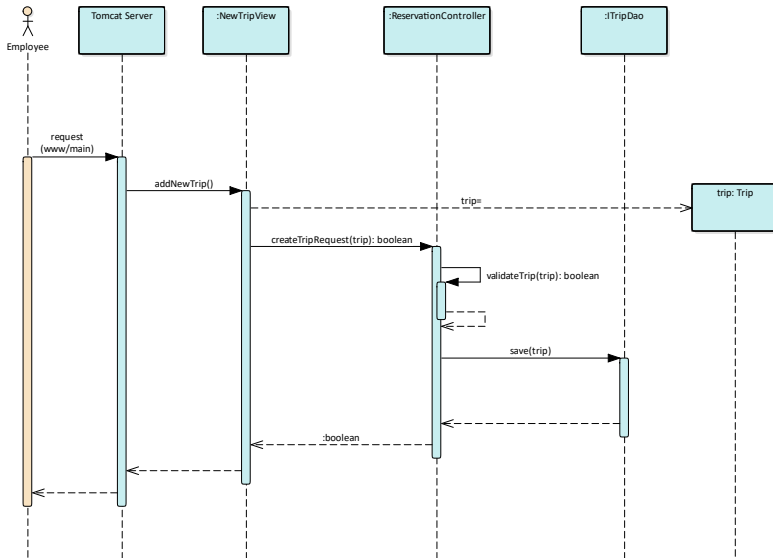 Tomcat Server
:NewTripView
:ReservationController
:ITripDao
Employee
request
(www/main)
addNewTrip()
trip=
trip: Trip
createTripRequest(trip): boolean
validateTrip(trip): boolean
save(trip)
:boolean